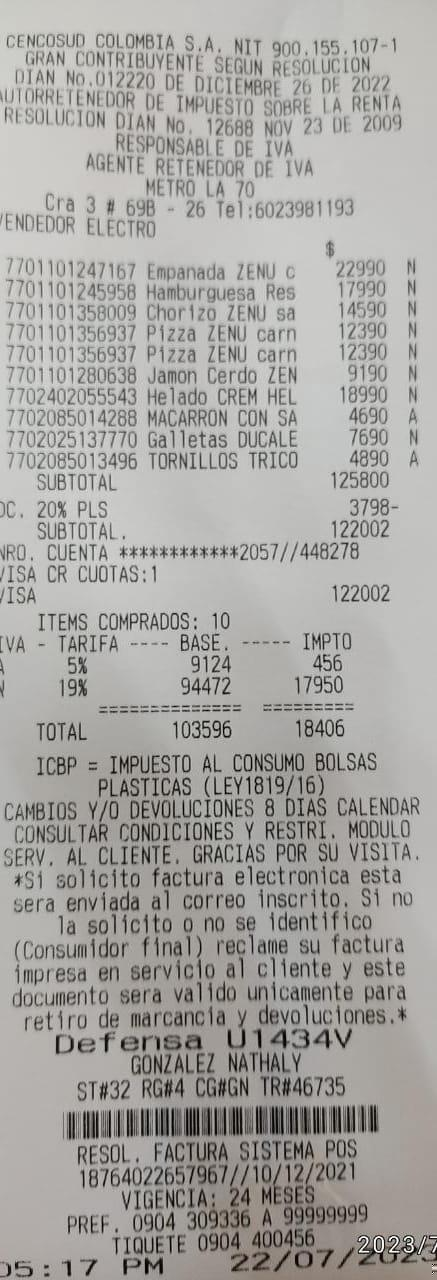 CENCOSUD COLOMBIA S.A. NIT 900.155.107-1
GRAN CONTRIBUYENTE SEGUN RESOLUCION
DIAN No.012220 DE DICIEMBRE 26 DE 2022
AUTORRETENEDOR DE IMPUESTO SOBRE LA RENTA
RESOLUCION DIAN No. 12688 NOV 23 DE 2009
RESPONSABLE DE IVA
AGENTE RETENEDOR DE IVA
METRO LA 70
Cra 3 # 69B - 26 Tel:6023981193
VENDEDOR ELECTRO
$
7701101247167 Empanada ZENU c 22990 N
7701101245958 Hamburguesa Res 17990 N
7701101358009 Chorizo ZENU sa 14590 N
7701101356937 Pizza ZENU carn 12390 N
7701101356937 Pizza ZENU carn 12390 N
7701101280638 Jamon Cerdo ZEN 9190 N
7702402055543 Helado CREM HEL 18990 N
7702085014288 MACARRON CON SA 4690 A
7702025137770 Galletas DUCALE 7690 N
7702085013496 TORNILLOS TRICO 4890 A
SUBTOTAL 125800
DC. 20% PLS 3798-
SUBTOTAL. 122002
NRO. CUENTA ************2057//448278
VISA CR CUOTAS:1
VISA 122002
ITEMS COMPRADOS: 10
IVA - TARIFA ---- BASE. ----- IMPTO
A 5% 9124 456
N 19% 94472 17950
============== =========
TOTAL 103596 18406
ICBP = IMPUESTO AL CONSUMO BOLSAS
PLASTICAS (LEY1819/16)
CAMBIOS Y/O DEVOLUCIONES 8 DIAS CALENDAR
CONSULTAR CONDICIONES Y RESTRI. MODULO
SERV. AL CLIENTE. GRACIAS POR SU VISITA.
*Si solicito factura electronica esta
sera enviada al correo inscrito. Si no
la solicito o no se identifico
(Consumidor final) reclame su factura
impresa en servicio al cliente y este
documento sera valido unicamente para
retiro de marcancia y devoluciones.*
Defensa U1434V
GONZALEZ NATHALY
ST#32 RG#4 CG#GN TR#46735
RESOL. FACTURA SISTEMA POS
18764022657967//10/12/2021
VIGENCIA: 24 MESES
PREF. 0904 309336 A 99999999
TIQUETE 0904 400456
2023/7
05:17 PM 22/07/2023